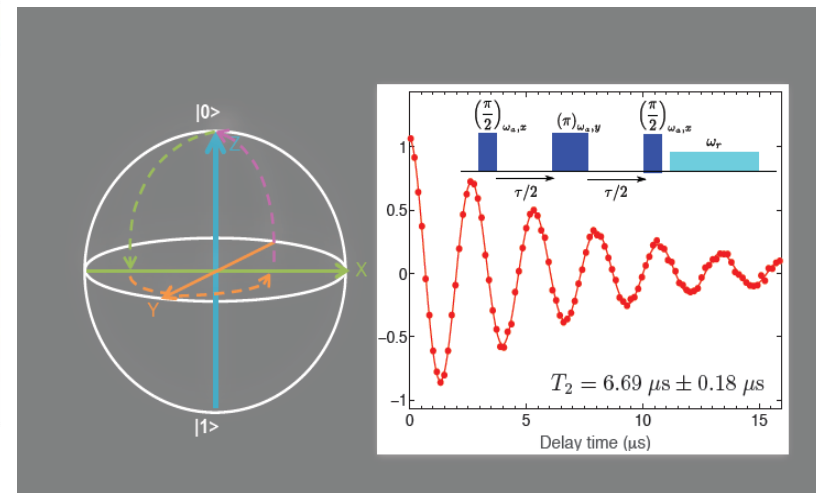 |0>
Z
X
Y
|1>
(π/2)ωₐ,x
(π)ωₐ,y
(π/2)ωₐ,x
ωᵣ
τ/2
τ/2
1
0.5
0
−0.5
−1
T₂ = 6.69 μs ± 0.18 μs
0 5 10 15
Delay time (μs)